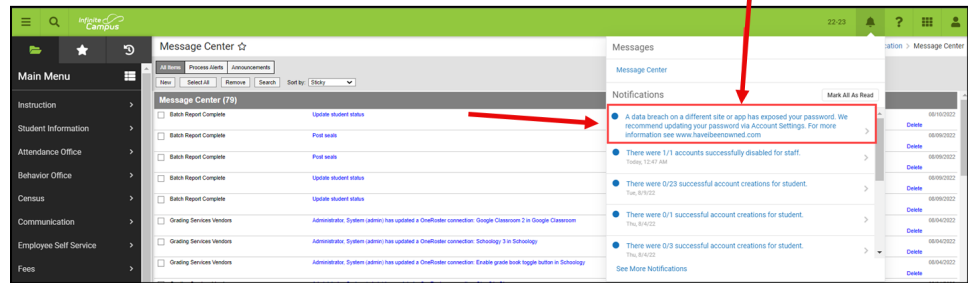 Infinite Campus
22-23
?
Main Menu
Instruction
Student Information
Attendance Office
Behavior Office
Census
Communication
Employee Self Service
Fees
Message Center
All Items Process Alerts Announcements
New Select All Remove Search Sort by: Sticky
Message Center (79)
Batch Report Complete Update student status
Batch Report Complete Post seats
Batch Report Complete Post seats
Batch Report Complete Update student status
Batch Report Complete Update student status
Grading Services Vendors Administrator, System (admin) has updated a OneRoster connection: Google Classroom 2 in Google Classroom
Grading Services Vendors Administrator, System (admin) has updated a OneRoster connection: Schoology 3 in Schoology
Grading Services Vendors Administrator, System (admin) has updated a OneRoster connection: Enable grade book toggle button in Schoology
Messages
Message Center
Notifications Mark All As Read
A data breach on a different site or app has exposed your password. We
recommend updating your password via Account Settings. For more
information see www.haveibeenowned.com
There were 1/1 accounts successfully disabled for staff.
Today, 12:47 AM
There were 0/23 successful account creations for student.
Tue, 8/9/22
There were 0/1 successful account creations for student.
Thu, 8/4/22
There were 0/3 successful account creations for student.
Thu, 8/4/22
See More Notifications
cation > Message Center
08/10/2022
Delete
08/09/2022
Delete
08/09/2022
Delete
08/09/2022
Delete
08/09/2022
Delete
08/04/2022
Delete
08/04/2022
Delete
08/04/2022
Delete